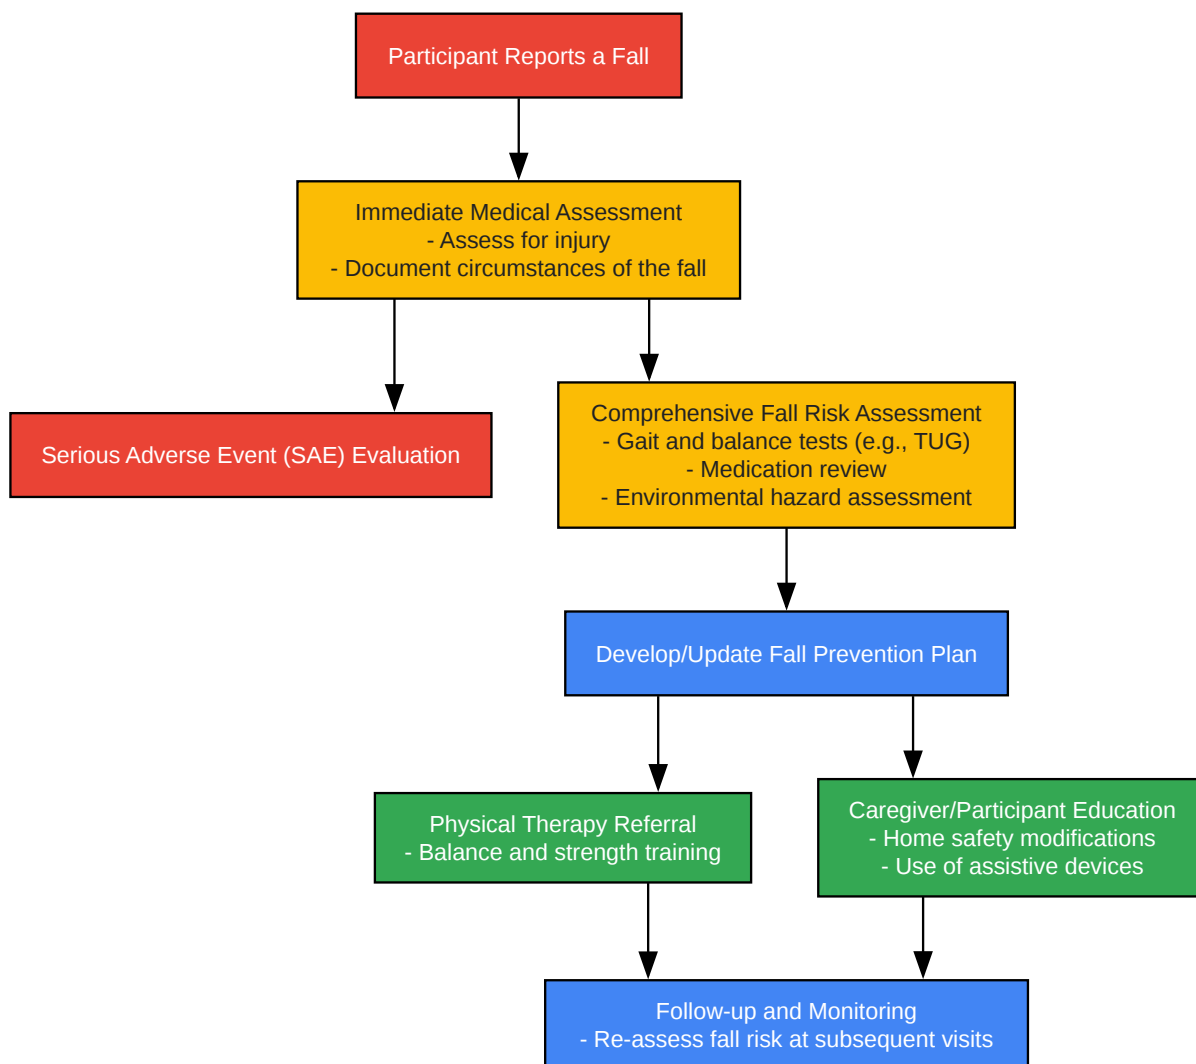 Participant Reports a Fall
Immediate Medical Assessment
- Assess for injury
- Document circumstances of the fall
Serious Adverse Event (SAE) Evaluation
Comprehensive Fall Risk Assessment
- Gait and balance tests (e.g., TUG)
- Medication review
- Environmental hazard assessment
Develop/Update Fall Prevention Plan
Physical Therapy Referral
- Balance and strength training
Caregiver/Participant Education
- Home safety modifications
- Use of assistive devices
Follow-up and Monitoring
- Re-assess fall risk at subsequent visits